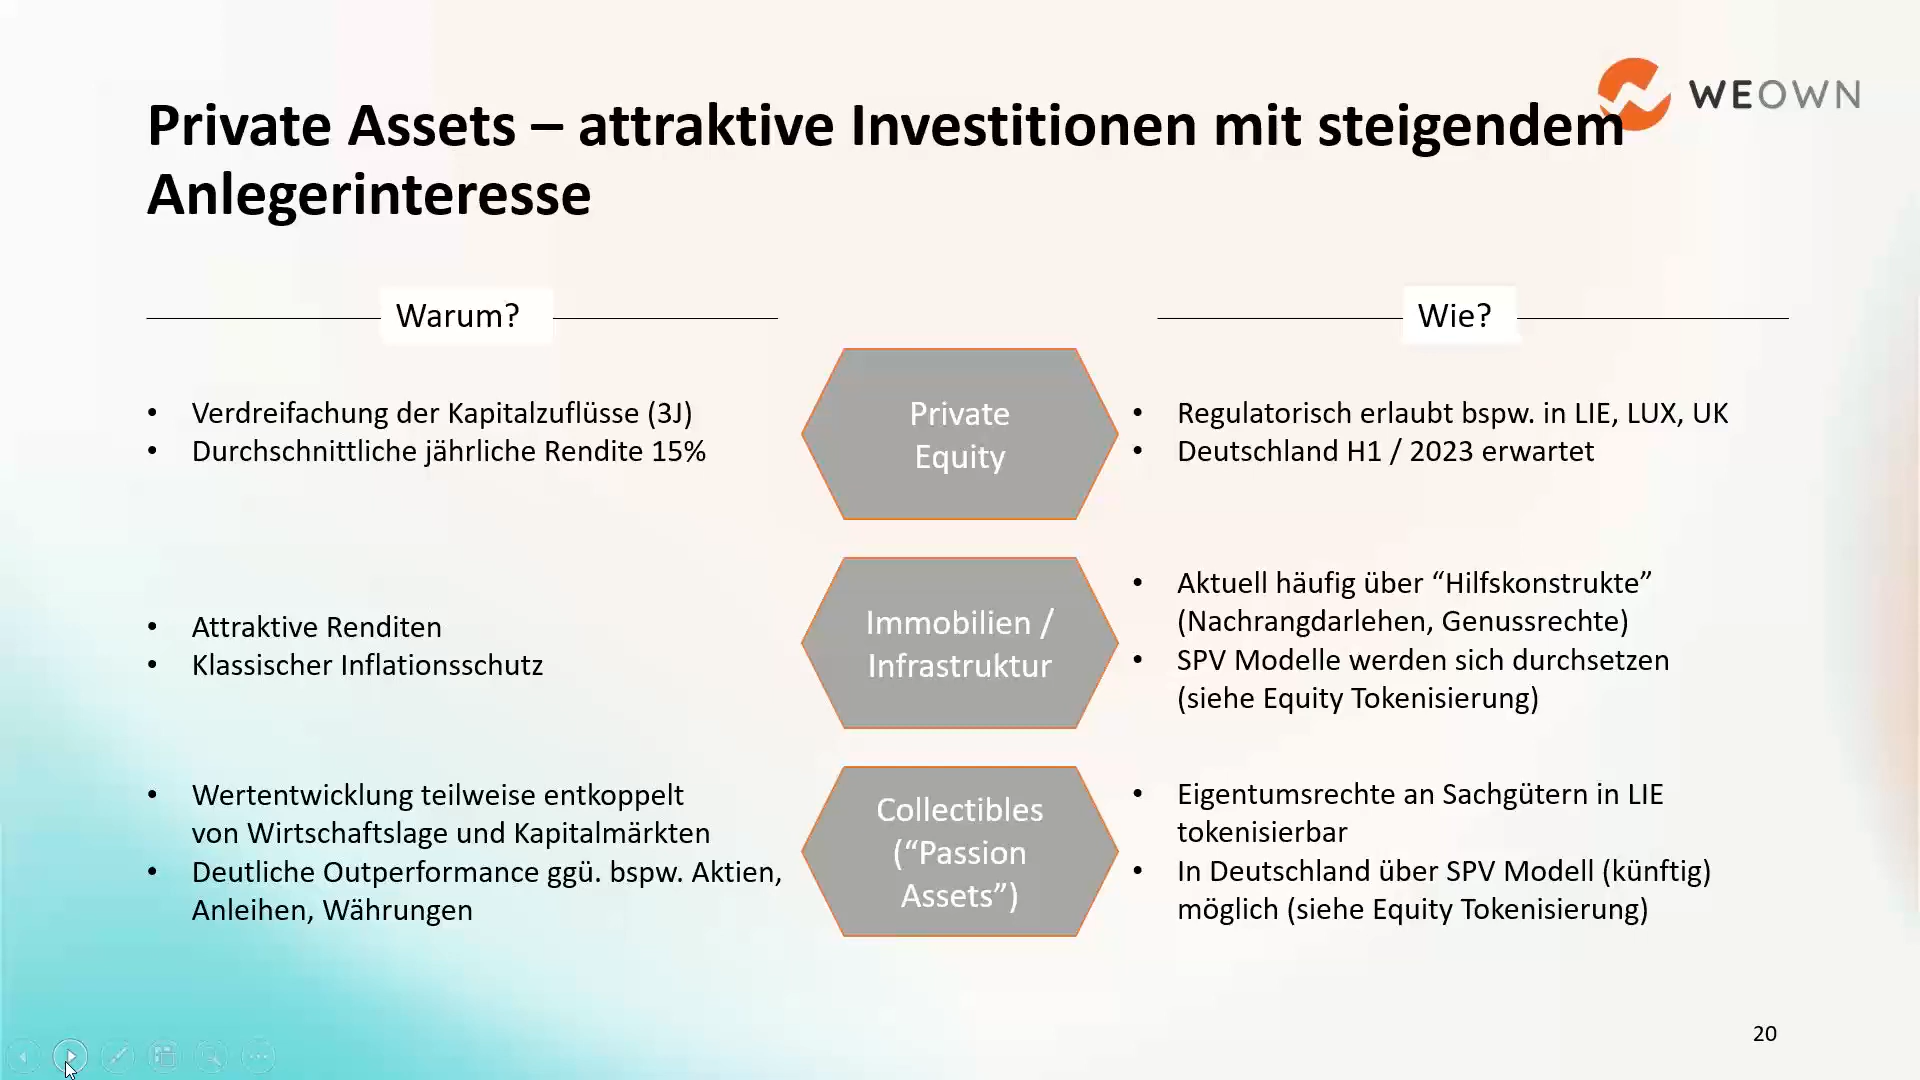 WEOWN
Private Assets – attraktive Investitionen mit steigendem
Anlegerinteresse
Warum?
Wie?
• Verdreifachung der Kapitalzuflüsse (3J)
• Durchschnittliche jährliche Rendite 15%
Private
Equity
• Regulatorisch erlaubt bspw. in LIE, LUX, UK
• Deutschland H1 / 2023 erwartet
• Attraktive Renditen
• Klassischer Inflationsschutz
Immobilien /
Infrastruktur
• Aktuell häufig über “Hilfskonstrukte”
(Nachrangdarlehen, Genussrechte)
• SPV Modelle werden sich durchsetzen
(siehe Equity Tokenisierung)
• Wertentwicklung teilweise entkoppelt
von Wirtschaftslage und Kapitalmärkten
• Deutliche Outperformance ggü. bspw. Aktien,
Anleihen, Währungen
Collectibles
(“Passion
Assets”)
• Eigentumsrechte an Sachgütern in LIE
tokenisierbar
• In Deutschland über SPV Modell (künftig)
möglich (siehe Equity Tokenisierung)
20